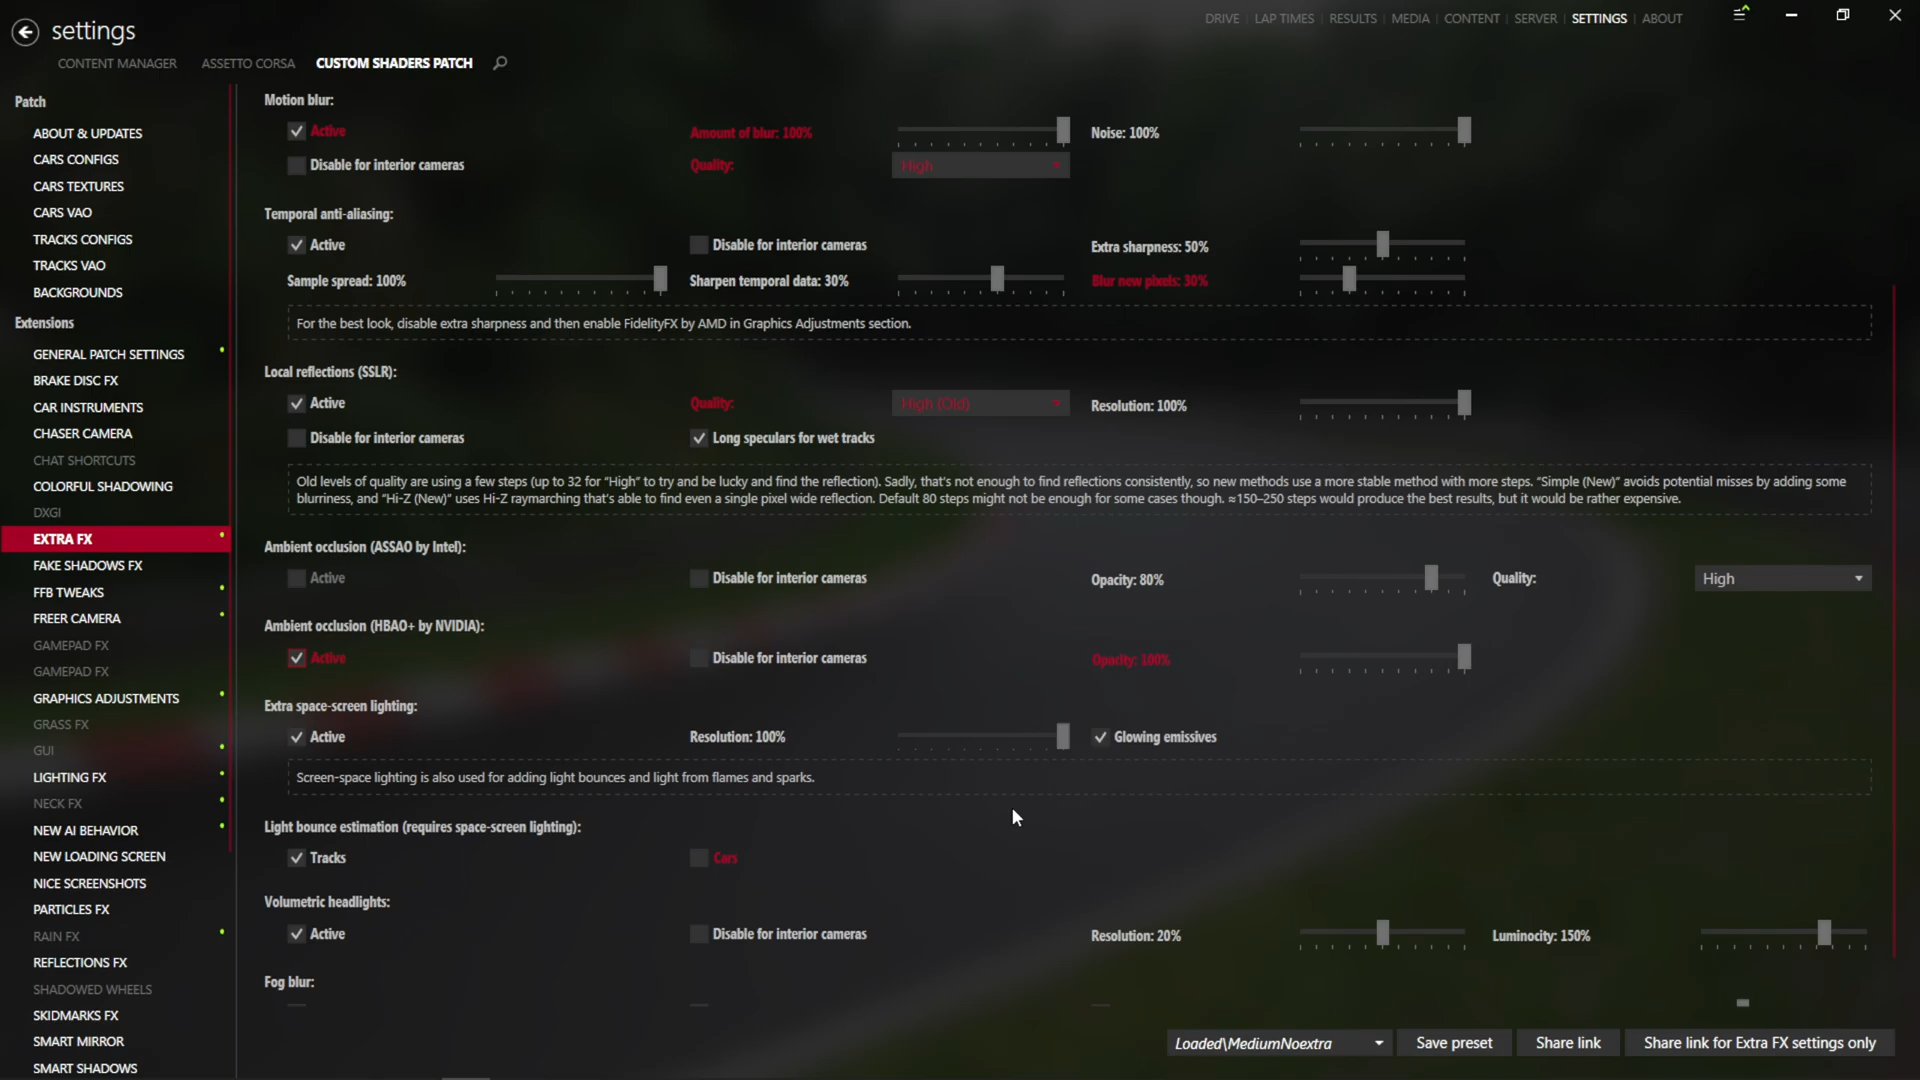 settings
DRIVE LAP TIMES RESULTS MEDIA CONTENT SERVER SETTINGS ABOUT
CONTENT MANAGER ASSETTO CORSA CUSTOM SHADERS PATCH
Patch
ABOUT & UPDATES
CARS CONFIGS
CARS TEXTURES
CARS VAO
TRACKS CONFIGS
TRACKS VAO
BACKGROUNDS
Extensions
GENERAL PATCH SETTINGS
BRAKE DISC FX
CAR INSTRUMENTS
CHASER CAMERA
CHAT SHORTCUTS
COLORFUL SHADOWING
DXGI
EXTRA FX
FAKE SHADOWS FX
FFB TWEAKS
FREER CAMERA
GAMEPAD FX
GAMEPAD FX
GRAPHICS ADJUSTMENTS
GRASS FX
GUI
LIGHTING FX
NECK FX
NEW AI BEHAVIOR
NEW LOADING SCREEN
NICE SCREENSHOTS
PARTICLES FX
RAIN FX
REFLECTIONS FX
SHADOWED WHEELS
SKIDMARKS FX
SMART MIRROR
SMART SHADOWS
Motion blur:
Active Amount of blur: 100% Noise: 100%
Disable for interior cameras Quality: High
Temporal anti-aliasing:
Active Disable for interior cameras Extra sharpness: 50%
Sample spread: 100% Sharpen temporal data: 30% Blur new pixels: 30%
For the best look, disable extra sharpness and then enable FidelityFX by AMD in Graphics Adjustments section.
Local reflections (SSLR):
Active Quality: High (Old) Resolution: 100%
Disable for interior cameras Long speculars for wet tracks
Old levels of quality are using a few steps (up to 32 for “High” to try and be lucky and find the reflection). Sadly, that's not enough to find reflections consistently, so new methods use a more stable method with more steps. “Simple (New)” avoids potential misses by adding some
blurriness, and “Hi-Z (New)” uses Hi-Z raymarching that's able to find even a single pixel wide reflection. Default 80 steps might not be enough for some cases though. ≈150–250 steps would produce the best results, but it would be rather expensive.
Ambient occlusion (ASSAO by Intel):
Active Disable for interior cameras Opacity: 80% Quality: High
Ambient occlusion (HBAO+ by NVIDIA):
Active Disable for interior cameras Opacity: 100%
Extra space-screen lighting:
Active Resolution: 100% Glowing emissives
Screen-space lighting is also used for adding light bounces and light from flames and sparks.
Light bounce estimation (requires space-screen lighting):
Tracks Cars
Volumetric headlights:
Active Disable for interior cameras Resolution: 20% Luminocity: 150%
Fog blur:
Loaded\MediumNoextra Save preset Share link Share link for Extra FX settings only